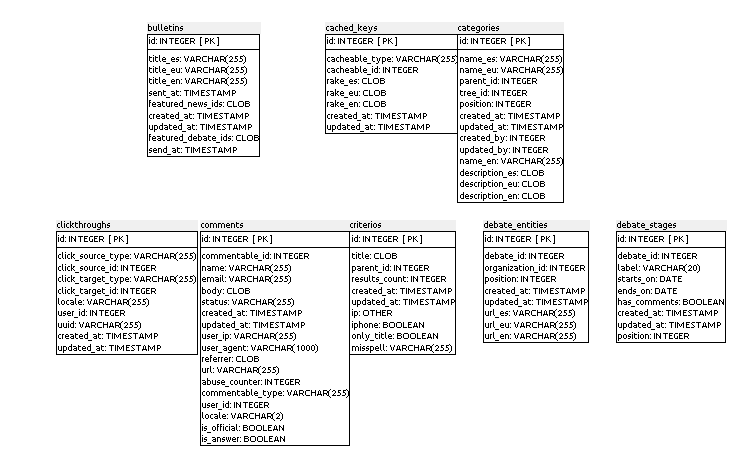 bulletins
id: INTEGER [ PK ]
title_es: VARCHAR(255)
title_eu: VARCHAR(255)
title_en: VARCHAR(255)
sent_at: TIMESTAMP
featured_news_ids: CLOB
created_at: TIMESTAMP
updated_at: TIMESTAMP
featured_debate_ids: CLOB
send_at: TIMESTAMP
cached_keys
id: INTEGER [ PK ]
cacheable_type: VARCHAR(255)
cacheable_id: INTEGER
rake_es: CLOB
rake_eu: CLOB
rake_en: CLOB
created_at: TIMESTAMP
updated_at: TIMESTAMP
categories
id: INTEGER [ PK ]
name_es: VARCHAR(255)
name_eu: VARCHAR(255)
parent_id: INTEGER
tree_id: INTEGER
position: INTEGER
created_at: TIMESTAMP
updated_at: TIMESTAMP
created_by: INTEGER
updated_by: INTEGER
name_en: VARCHAR(255)
description_es: CLOB
description_eu: CLOB
description_en: CLOB
clickthroughs
id: INTEGER [ PK ]
click_source_type: VARCHAR(255)
click_source_id: INTEGER
click_target_type: VARCHAR(255)
click_target_id: INTEGER
locale: VARCHAR(255)
user_id: INTEGER
uuid: VARCHAR(255)
created_at: TIMESTAMP
updated_at: TIMESTAMP
comments
id: INTEGER [ PK ]
commentable_id: INTEGER
name: VARCHAR(255)
email: VARCHAR(255)
body: CLOB
status: VARCHAR(255)
created_at: TIMESTAMP
updated_at: TIMESTAMP
user_ip: VARCHAR(255)
user_agent: VARCHAR(1000)
referrer: CLOB
url: VARCHAR(255)
abuse_counter: INTEGER
commentable_type: VARCHAR(255)
user_id: INTEGER
locale: VARCHAR(2)
is_official: BOOLEAN
is_answer: BOOLEAN
criterios
id: INTEGER [ PK ]
title: CLOB
parent_id: INTEGER
results_count: INTEGER
created_at: TIMESTAMP
updated_at: TIMESTAMP
ip: OTHER
iphone: BOOLEAN
only_title: BOOLEAN
misspell: VARCHAR(255)
debate_entities
id: INTEGER [ PK ]
debate_id: INTEGER
organization_id: INTEGER
position: INTEGER
created_at: TIMESTAMP
updated_at: TIMESTAMP
url_es: VARCHAR(255)
url_eu: VARCHAR(255)
url_en: VARCHAR(255)
debate_stages
id: INTEGER [ PK ]
debate_id: INTEGER
label: VARCHAR(20)
starts_on: DATE
ends_on: DATE
has_comments: BOOLEAN
created_at: TIMESTAMP
updated_at: TIMESTAMP
position: INTEGER